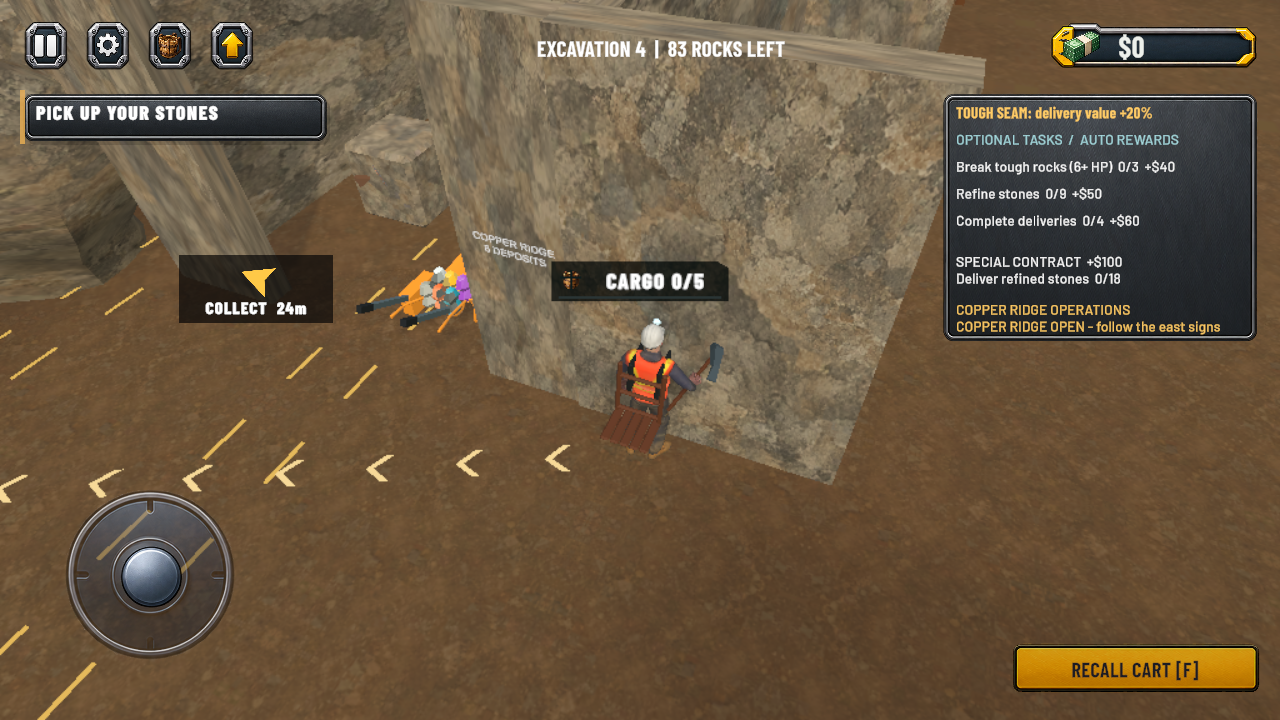 EXCAVATION 4 | 83 ROCKS LEFT
$0
PICK UP YOUR STONES
TOUGH SEAM: delivery value +20%
OPTIONAL TASKS / AUTO REWARDS
Break tough rocks (6+ HP) 0/3 +$40
Refine stones 0/9 +$50
Complete deliveries 0/4 +$60
SPECIAL CONTRACT +$100
Deliver refined stones 0/18
COPPER RIDGE OPERATIONS
COPPER RIDGE OPEN - follow the east signs
COPPER RIDGE
6 DEPOSITS
CARGO 0/5
COLLECT 24m
RECALL CART [F]